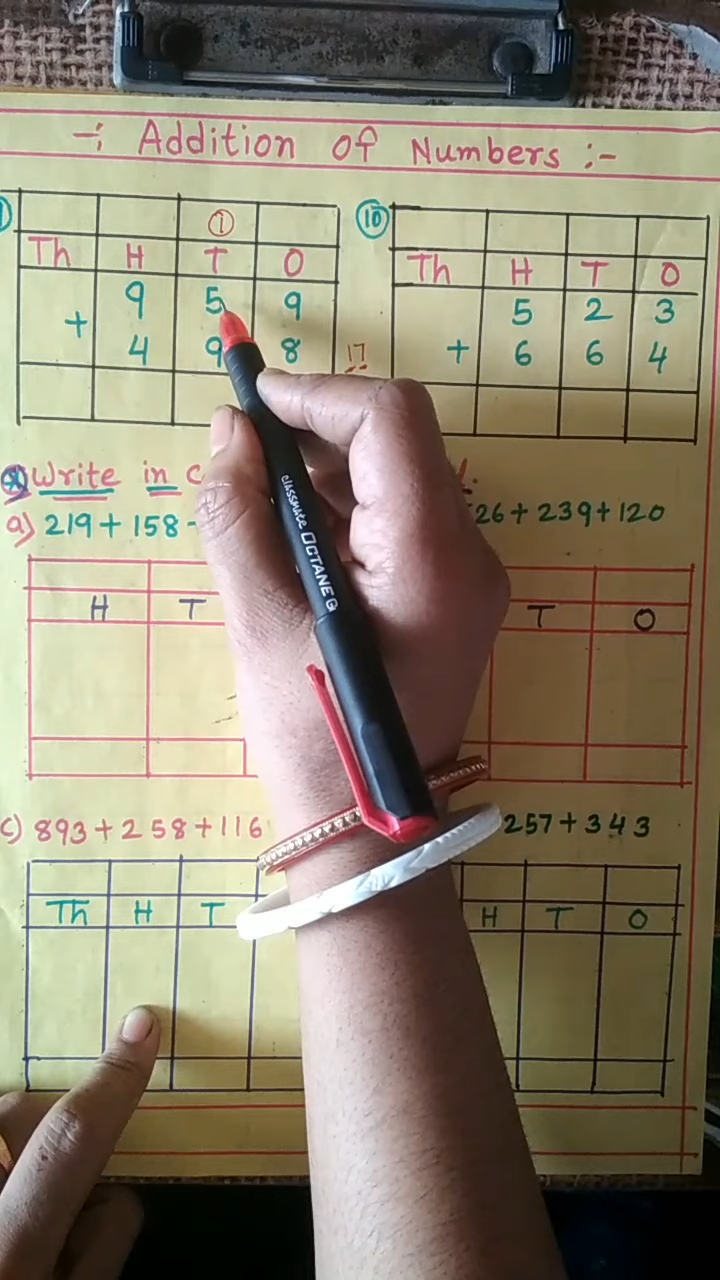 -: Addition of Numbers :-
1 10
Th H T O Th H T O
9 5 9 5 2 3
+ 4 9 8 17 + 6 6 4
Write in
a) 219 + 158 26 + 239 + 120
H T T O
c) 893 + 258 + 116 257 + 343
Th H T H T O
classmate OCTANE G